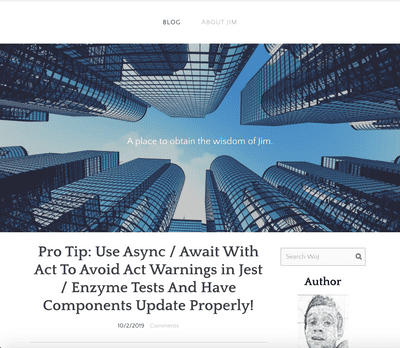 BLOG ABOUT JIM
A place to obtain the wisdom of Jim.
Pro Tip: Use Async / Await With
Act To Avoid Act Warnings in Jest
/ Enzyme Tests And Have
Components Update Properly!
10/2/2019 Comments
Search Woj
Author